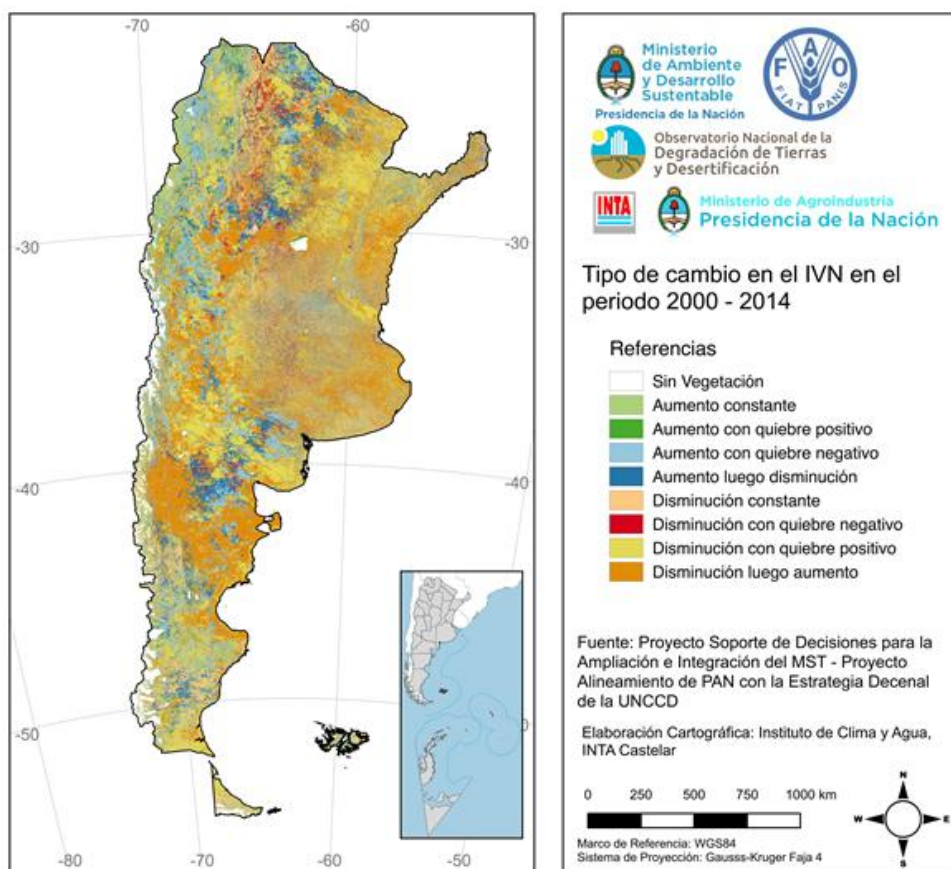 -70
-60
-30
-30
-40
-40
-50
0
-80
-70
-60
-50
Ministerio
de Ambiente
y Desarrollo
Sustentable
Presidencia de la Nación
F A O
FIAT PANIS
Observatorio Nacional de la
Degradación de Tierras
y Desertificación
INTA
Ministerio de Agroindustria
Presidencia de la Nación
Tipo de cambio en el IVN en el
periodo 2000 - 2014
Referencias
Sin Vegetación
Aumento constante
Aumento con quiebre positivo
Aumento con quiebre negativo
Aumento luego disminución
Disminución constante
Disminución con quiebre negativo
Disminución con quiebre positivo
Disminución luego aumento
Fuente: Proyecto Soporte de Decisiones para la
Ampliación e Integración del MST - Proyecto
Alineamiento de PAN con la Estrategia Decenal
de la UNCCD
Elaboración Cartográfica: Instituto de Clima y Agua,
INTA Castelar
0 250 500 750 1000 km
N
W E
S
Marco de Referencia: WGS84
Sistema de Proyección: Gausss-Kruger Faja 4